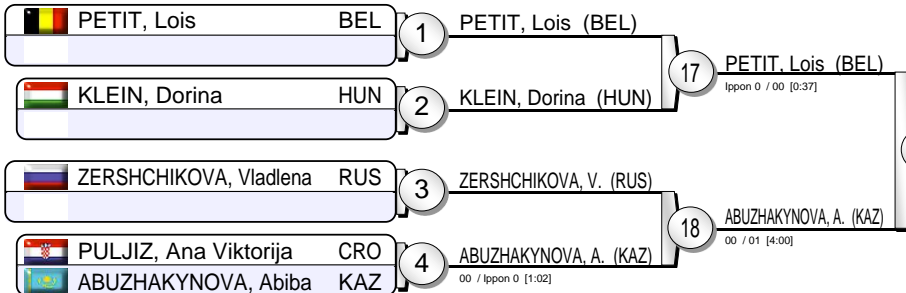 PETIT, Lois BEL
1
PETIT, Lois (BEL)
17
PETIT, Lois (BEL)
Ippon 0 / 00 [0:37]
KLEIN, Dorina HUN
2
KLEIN, Dorina (HUN)
ZERSHCHIKOVA, Vladlena RUS
3
ZERSHCHIKOVA, V. (RUS)
18
ABUZHAKYNOVA, A. (KAZ)
00 / 01 [4:00]
PULJIZ, Ana Viktorija CRO
4
ABUZHAKYNOVA, A. (KAZ)
00 / Ippon 0 [1:02]
ABUZHAKYNOVA, Abiba KAZ